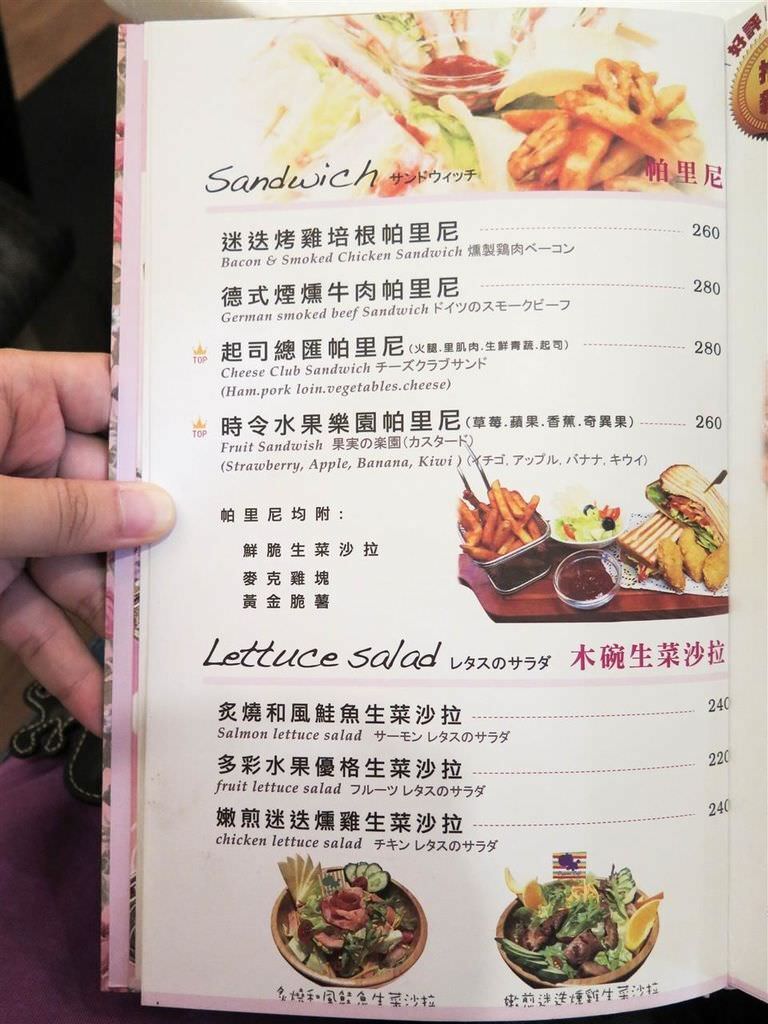 Sandwich サンドウィッチ 帕里尼
迷迭烤雞培根帕里尼 260
Bacon & Smoked Chicken Sandwich 燻製鶏肉ベーコン
德式煙燻牛肉帕里尼 280
German smoked beef Sandwich ドイツのスモークビーフ
TOP 起司總匯帕里尼(火腿.里肌肉.生鮮青蔬.起司) 280
Cheese Club Sandwich チーズクラブサンド
(Ham.pork loin.vegetables.cheese)
TOP 時令水果樂園帕里尼(草莓.蘋果.香蕉.奇異果) 260
Fruit Sandwish 果実の楽園(カスタード)
(Strawberry, Apple, Banana, Kiwi ) (イチゴ, アップル, バナナ, キウイ)
帕里尼均附:
鮮脆生菜沙拉
麥克雞塊
黃金脆薯
Lettuce salad レタスのサラダ 木碗生菜沙拉
炙燒和風鮭魚生菜沙拉 240
Salmon lettuce salad サーモン レタスのサラダ
多彩水果優格生菜沙拉 220
fruit lettuce salad フルーツ レタスのサラダ
嫩煎迷迭燻雞生菜沙拉 240
chicken lettuce salad チキン レタスのサラダ
炙燒和風鮭魚生菜沙拉
嫩煎迷迭燻雞生菜沙拉